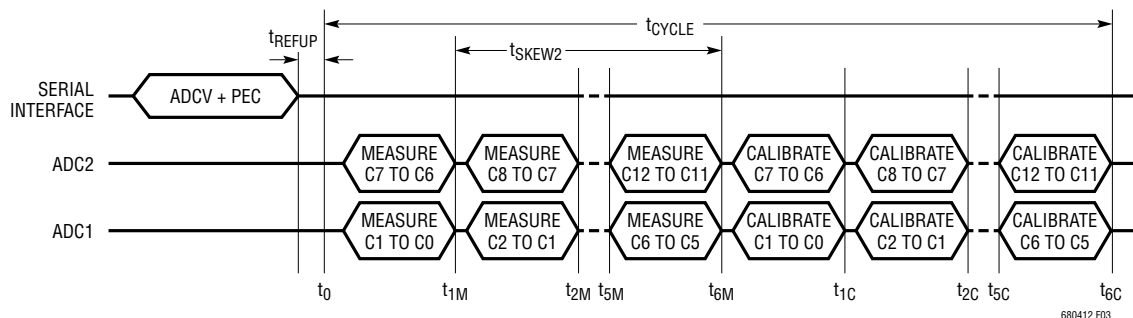 tCYCLE
tREFUP
tSKEW2
SERIAL
INTERFACE
ADCV + PEC
ADC2
MEASURE
C7 TO C6
MEASURE
C8 TO C7
MEASURE
C12 TO C11
CALIBRATE
C7 TO C6
CALIBRATE
C8 TO C7
CALIBRATE
C12 TO C11
ADC1
MEASURE
C1 TO C0
MEASURE
C2 TO C1
MEASURE
C6 TO C5
CALIBRATE
C1 TO C0
CALIBRATE
C2 TO C1
CALIBRATE
C6 TO C5
t0
t1M
t2M
t5M
t6M
t1C
t2C
t5C
t6C
680412 F03